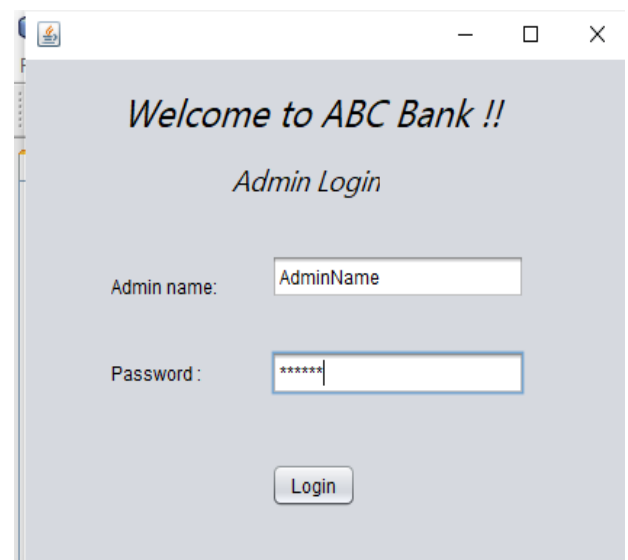 Welcome to ABC Bank !!
Admin Login
Admin name: AdminName
Password : ******
Login